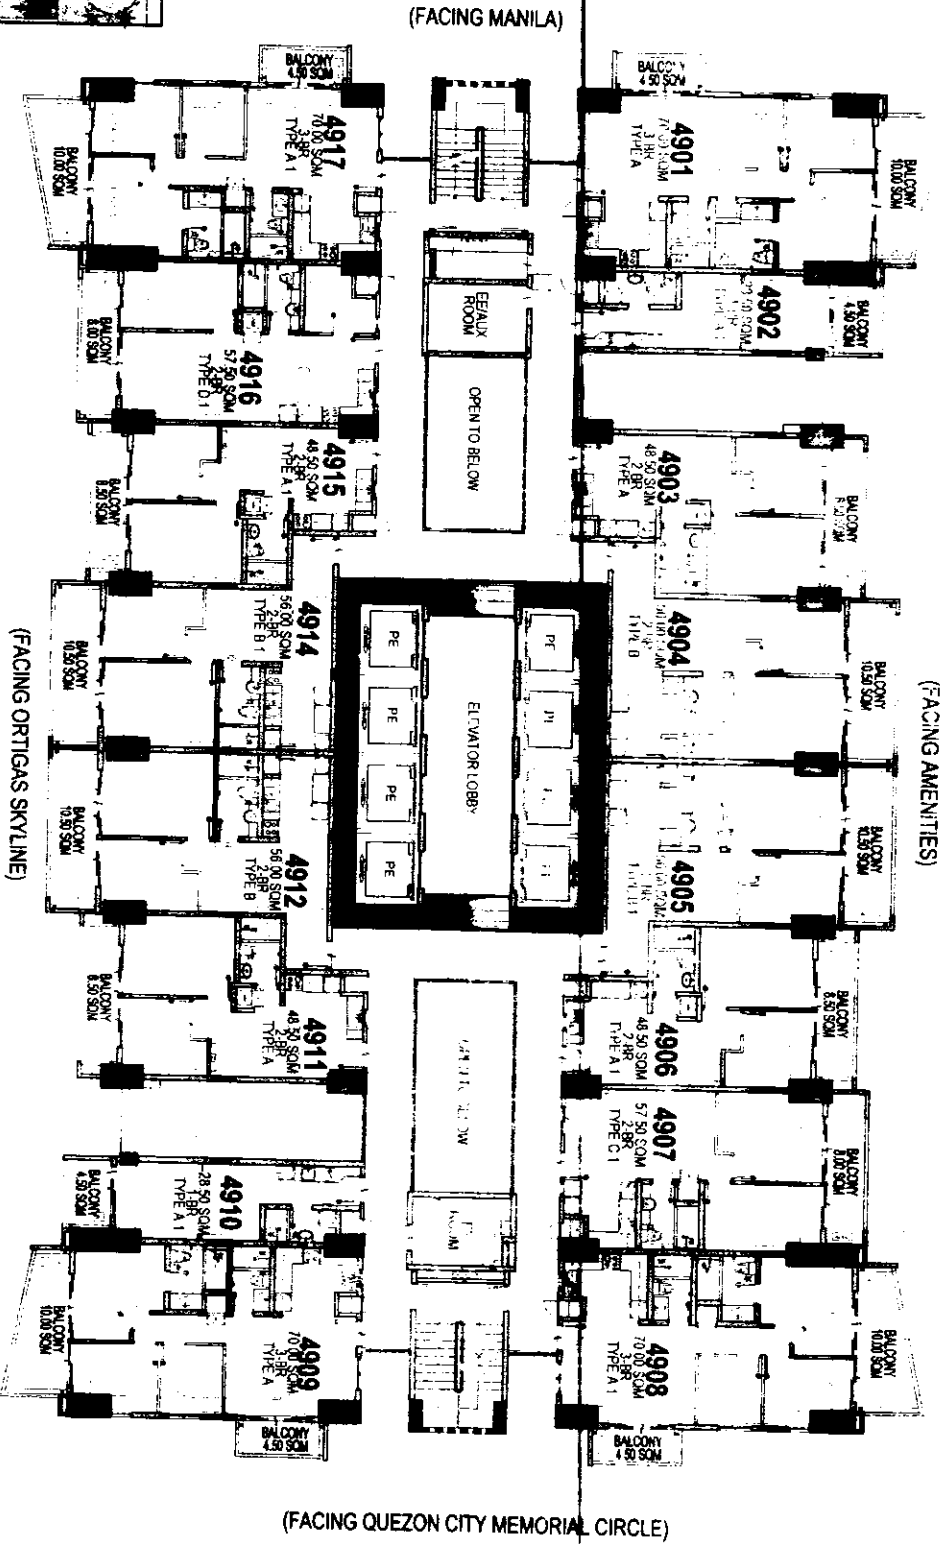 (FACING MANILA)
BALCONY
4.50 SQM
BALCONY
4.50 SQM
4917
70.00 SQM
3-BR
TYPE A.1
BALCONY
10.00 SQM
4901
3-BR
TYPE A
BALCONY
10.00 SQM
4902
BALCONY
4.50 SQM
EE/AUX
ROOM
4916
57.50 SQM
2-BR
TYPE D.1
BALCONY
8.00 SQM
OPEN TO BELOW
4915
48.50 SQM
2-BR
TYPE A.1
BALCONY
8.50 SQM
4903
48.50 SQM
2-BR
TYPE A
BALCONY
4914
56.00 SQM
2-BR
TYPE B.1
BALCONY
10.50 SQM
4904
2-BR
TYPE B
BALCONY
10.50 SQM
PE
PE
PE
PE
ELEVATOR LOBBY
PE
(FACING ORTIGAS SKYLINE)
(FACING AMENITIES)
4912
56.00 SQM
2-BR
TYPE B
BALCONY
10.50 SQM
4905
BALCONY
10.50 SQM
4911
48.50 SQM
2-BR
TYPE A
BALCONY
8.50 SQM
4906
48.50 SQM
2-BR
TYPE A.1
BALCONY
8.50 SQM
4907
57.50 SQM
2-BR
TYPE C.1
BALCONY
8.00 SQM
4910
28.50 SQM
1-BR
TYPE A.1
BALCONY
4.50 SQM
ROOM
4909
70.00 SQM
3-BR
TYPE A
BALCONY
10.00 SQM
BALCONY
4.50 SQM
4908
70.00 SQM
3-BR
TYPE A.1
BALCONY
10.00 SQM
BALCONY
4.50 SQM
(FACING QUEZON CITY MEMORIAL CIRCLE)